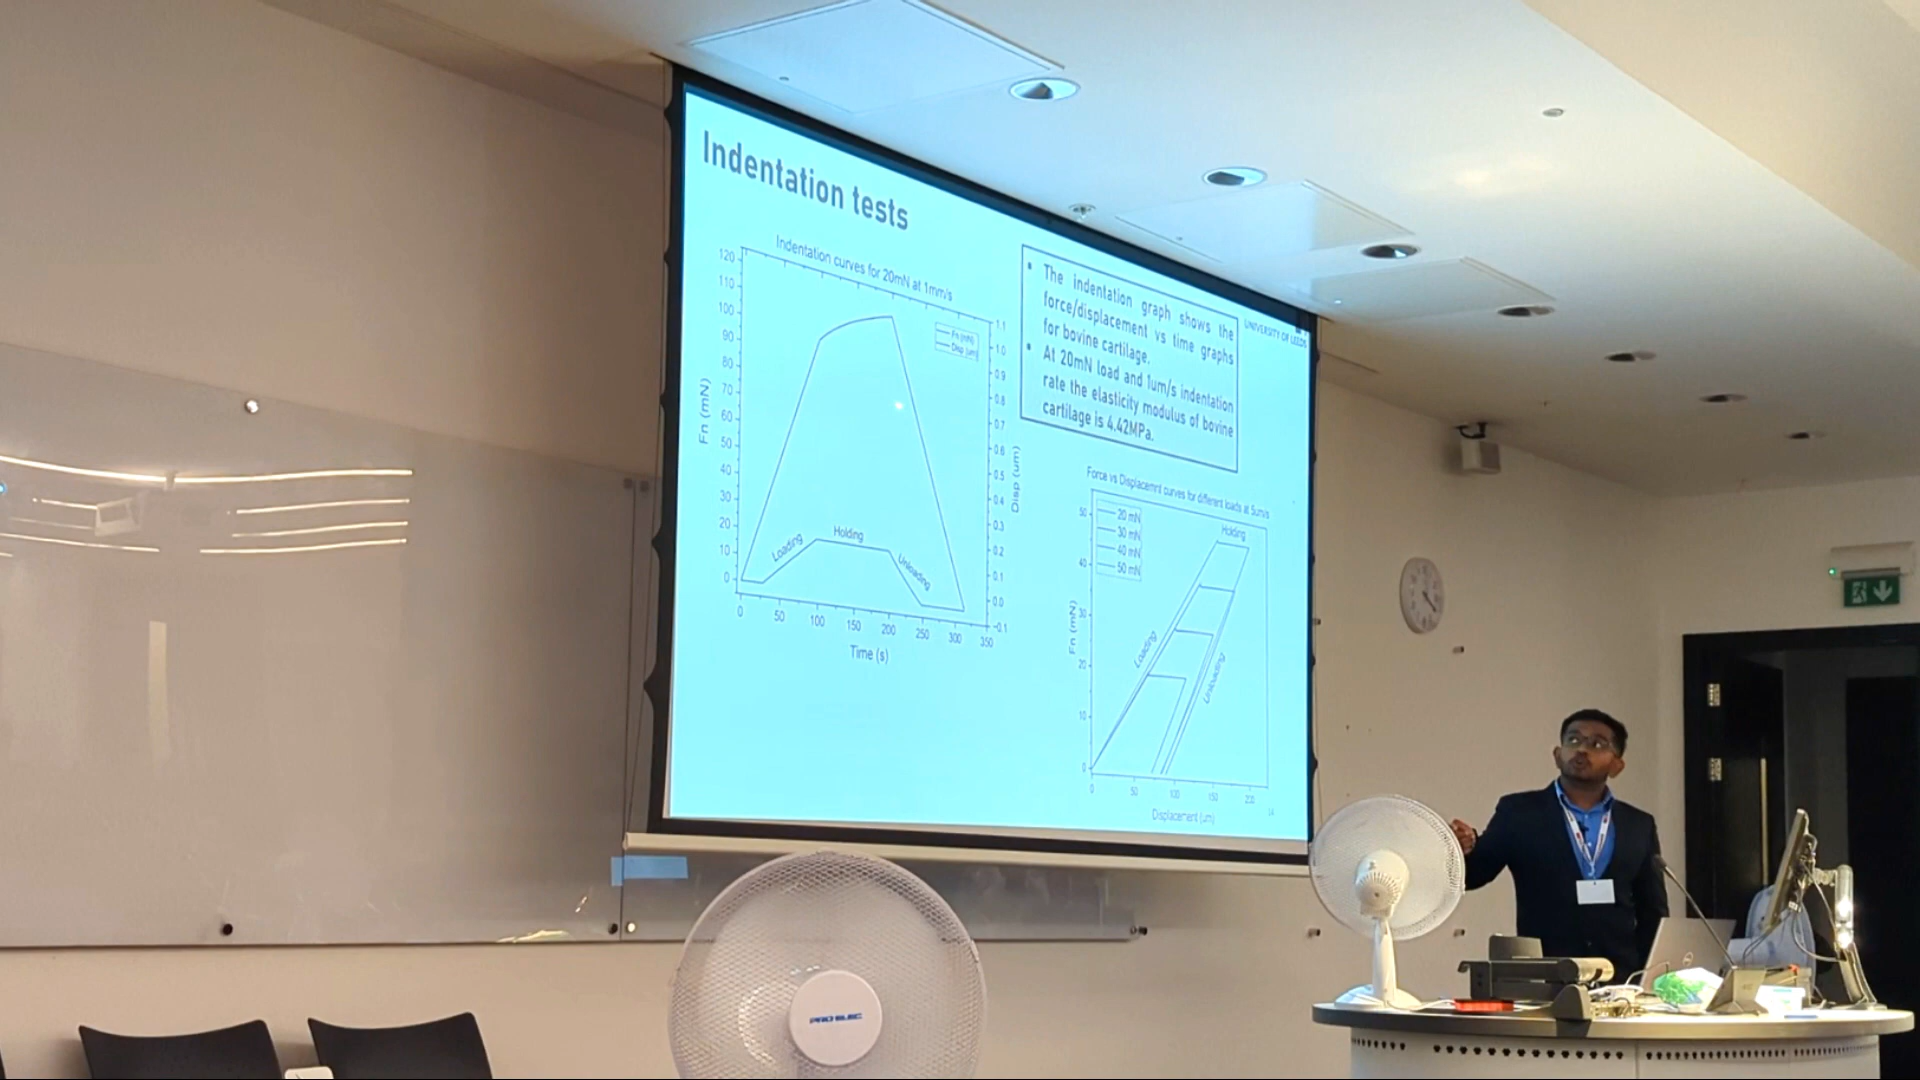 Indentation tests
Indentation curves for 20mN at 1mm/s
Fn (mN)
Disp (um)
120
110
100
90
80
70
60
50
40
30
20
10
0
Fn (mN)
1.1
1.0
0.9
0.8
0.7
0.6
0.5
0.4
0.3
0.2
0.1
0.0
-0.1
Disp (um)
Loading
Holding
Unloading
0 50 100 150 200 250 300 350
Time (s)
• The indentation graph shows the
force/displacement vs time graphs
for bovine cartilage.
• At 20mN load and 1um/s indentation
rate the elasticity modulus of bovine
cartilage is 4.42MPa.
UNIVERSITY OF LEEDS
Force vs Displacemnt curves for different loads at 5um/s
20 mN
30 mN
40 mN
50 mN
50
40
30
20
10
0
Fn (mN)
Holding
Loading
Unloading
0 50 100 150 200
Displacement (um)
14
PRO ELEC